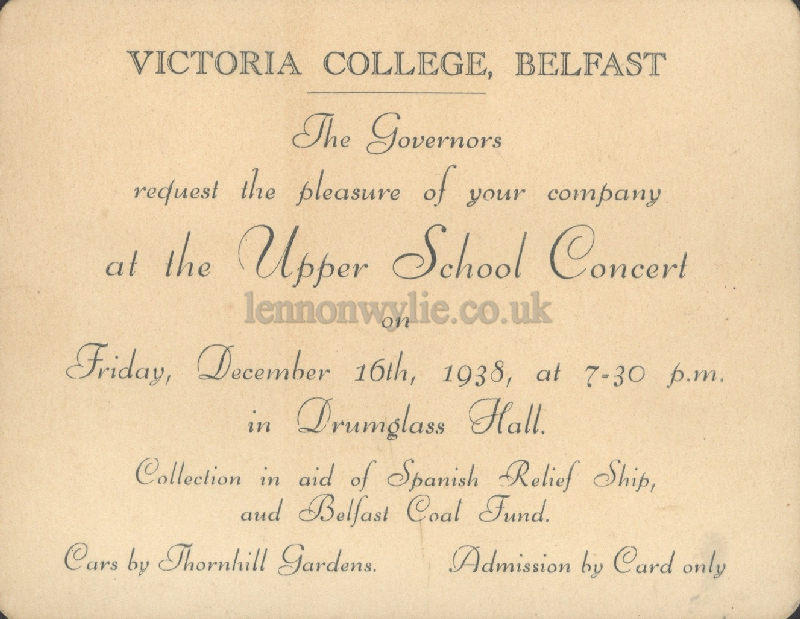 VICTORIA COLLEGE, BELFAST
The Governors
request the pleasure of your company
at the Upper School Concert
lennonwylie.co.uk
on
Friday, December 16th, 1938, at 7-30 p.m.
in Drumglass Hall.
Collection in aid of Spanish Relief Ship,
and Belfast Coal Fund.
Cars by Thornhill Gardens. Admission by Card only